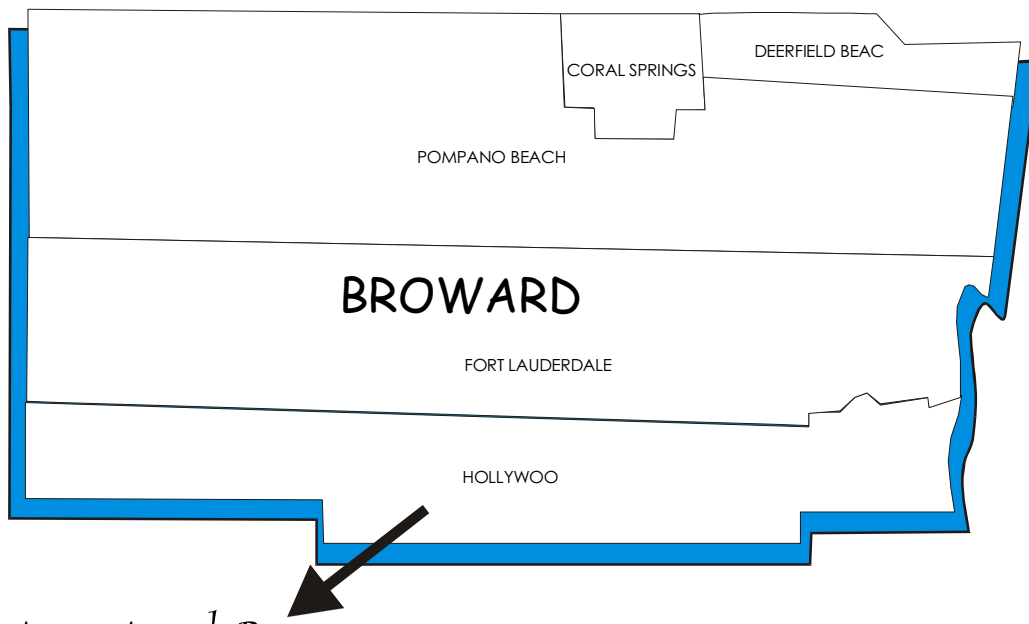 DEERFIELD BEAC
CORAL SPRINGS
POMPANO BEACH
BROWARD
FORT LAUDERDALE
HOLLYWOO